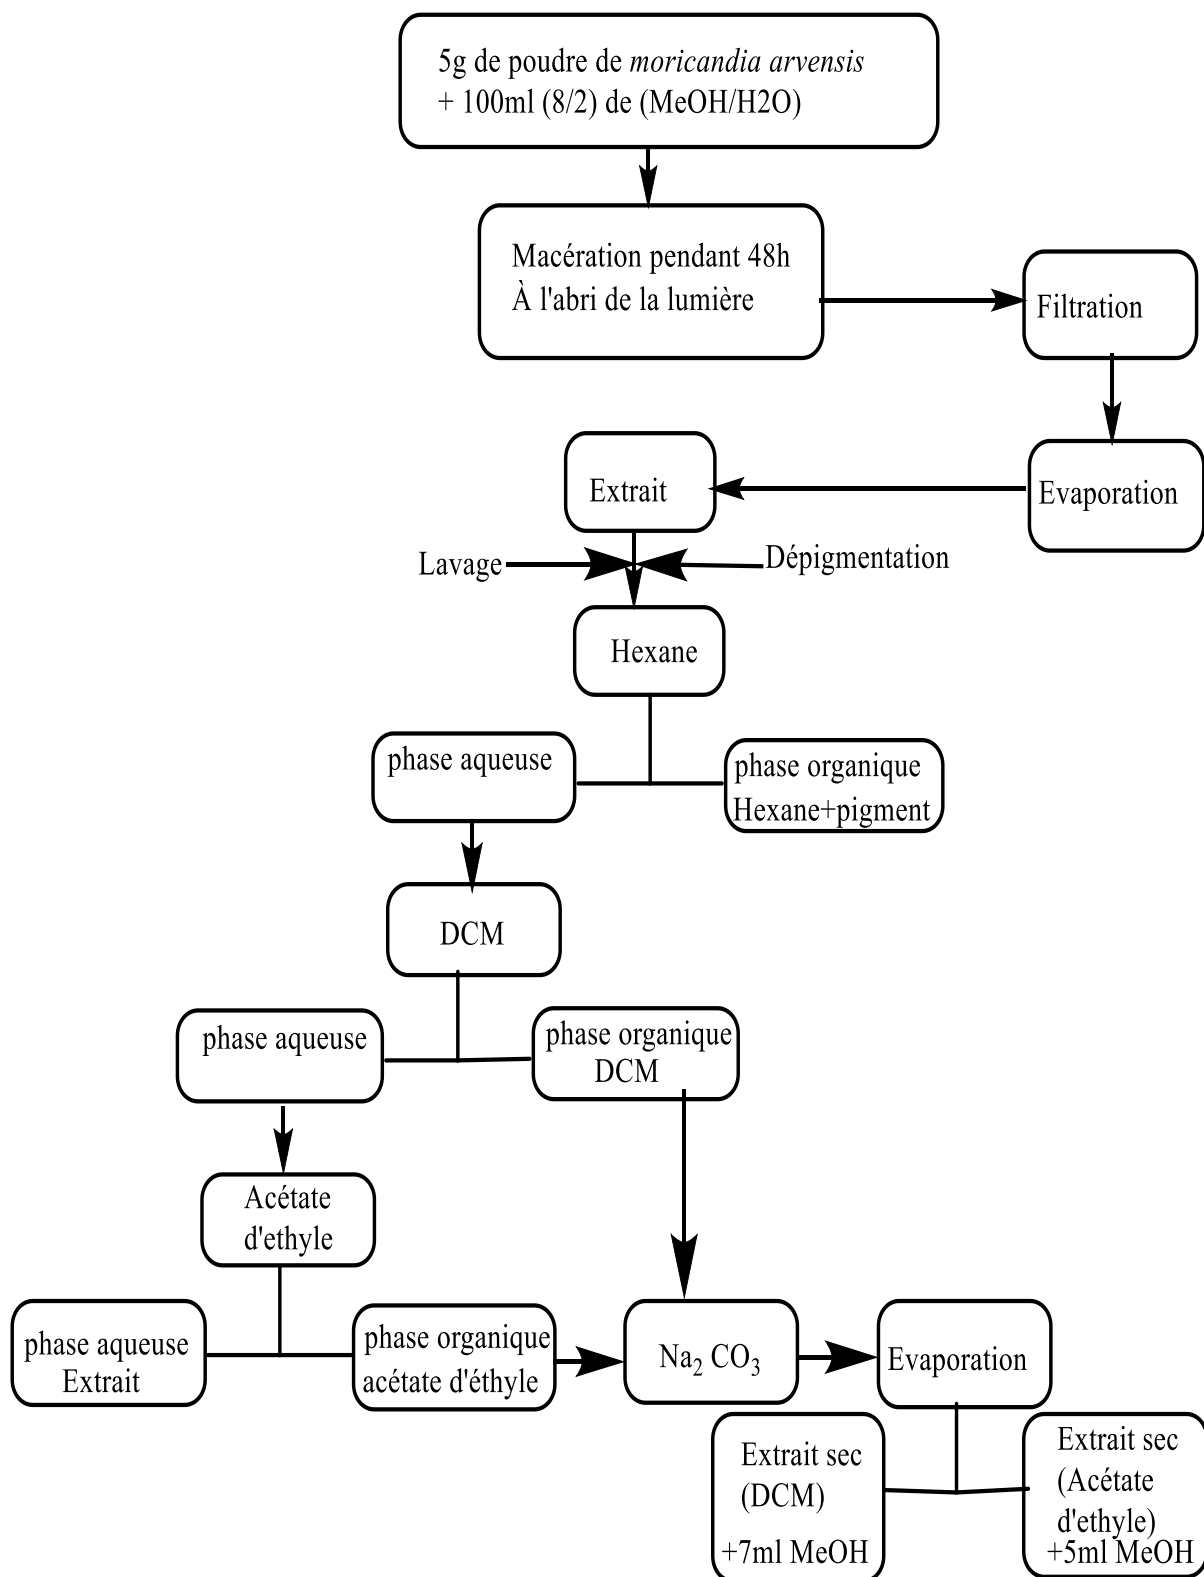 5g de poudre de moricandia arvensis
+ 100ml (8/2) de (MeOH/H2O)
Macération pendant 48h
À l'abri de la lumière
Filtration
Evaporation
Extrait
Lavage
Dépigmentation
Hexane
phase aqueuse
phase organique
Hexane+pigment
DCM
phase aqueuse
phase organique
DCM
Acétate
d'ethyle
phase aqueuse
Extrait
phase organique
acétate d'éthyle
Na₂ CO₃
Evaporation
Extrait sec
(DCM)
+7ml MeOH
Extrait sec
(Acétate
d'ethyle)
+5ml MeOH